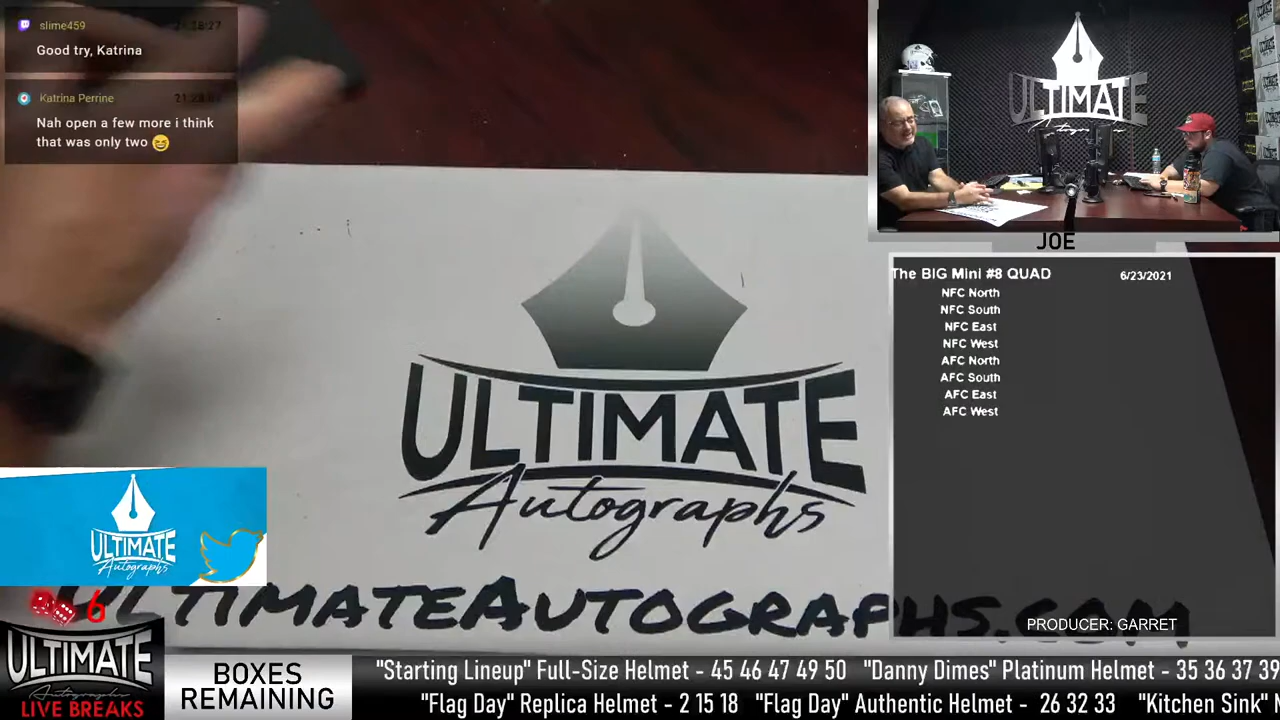 slime459
Good try, Katrina
Katrina Perrine
Nah open a few more i think
that was only two 😆
ULTIMATE
Autographs
ULTIMATEAUTOGRAPHS.COM
ULTIMATE
Autographs
JOE
The BIG Mini #8 QUAD 6/23/2021
NFC North
NFC South
NFC East
NFC West
AFC North
AFC South
AFC East
AFC West
PRODUCER: GARRET
ULTIMATE
Autographs
6
ULTIMATE
Autographs
LIVE BREAKS
BOXES
REMAINING
"Starting Lineup" Full-Size Helmet - 45 46 47 49 50 "Danny Dimes" Platinum Helmet - 35 36 37 39
"Flag Day" Replica Helmet - 2 15 18 "Flag Day" Authentic Helmet - 26 32 33 "Kitchen Sink"